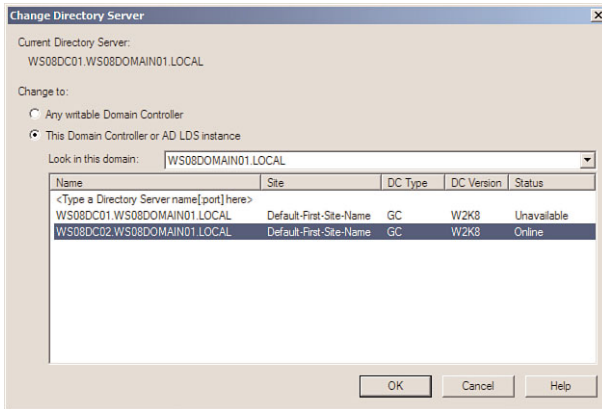 Change Directory Server
Current Directory Server:
WS08DC01.WS08DOMAIN01.LOCAL
Change to:
Any writable Domain Controller
This Domain Controller or AD LDS instance
Look in this domain: WS08DOMAIN01.LOCAL
Name Site DC Type DC Version Status
<Type a Directory Server name[:port] here>
WS08DC01.WS08DOMAIN01.LOCAL Default-First-Site-Name GC W2K8 Unavailable
WS08DC02.WS08DOMAIN01.LOCAL Default-First-Site-Name GC W2K8 Online
OK Cancel Help